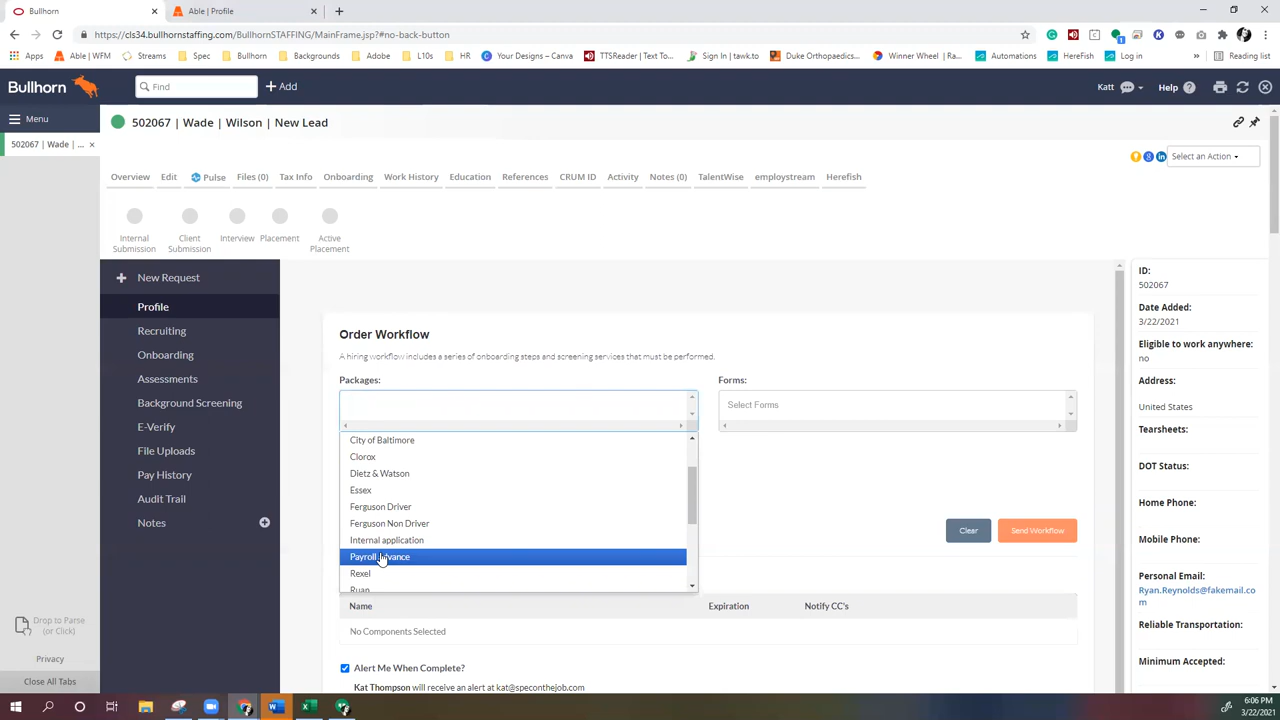 Bullhorn
Able | Profile
https://cls34.bullhornstaffing.com/BullhornSTAFFING/MainFrame.jsp?#no-back-button
Apps
Able | WFM
Streams
Spec
Bullhorn
Backgrounds
Able
L10s
HR
Your Designs – Canva
TTSReader | Text To...
Sign In | tawk.to
Duke Orthopaedics...
Winner Wheel | Ra...
Automations
HereFish
Log in
Reading list
Bullhorn
Find
Add
Katt
Help
Menu
502067 | Wade | Wilson | New Lead
502067 | Wade | ...
Select an Action
Overview
Edit
Pulse
Files (0)
Tax Info
Onboarding
Work History
Education
References
CRUM ID
Activity
Notes (0)
TalentWise
employstream
Herefish
Internal
Submission
Client
Submission
Interview
Placement
Active
Placement
New Request
Profile
Recruiting
Onboarding
Assessments
Background Screening
E-Verify
File Uploads
Pay History
Audit Trail
Notes
Drop to Parse
(or Click)
Privacy
Close All Tabs
Order Workflow
A hiring workflow includes a series of onboarding steps and screening services that must be performed.
Packages:
Forms:
Select Forms
City of Baltimore
Clorox
Dietz & Watson
Essex
Ferguson Driver
Ferguson Non Driver
Internal application
Payroll Advance
Rexel
Ruan
Clear
Send Workflow
Name
Expiration
Notify CC's
No Components Selected
Alert Me When Complete?
Kat Thompson will receive an alert at kat@speconthejob.com
ID:
502067
Date Added:
3/22/2021
Eligible to work anywhere:
no
Address:
United States
Tearsheets:
DOT Status:
Home Phone:
Mobile Phone:
Personal Email:
Ryan.Reynolds@fakemail.co
m
Reliable Transportation:
Minimum Accepted:
6:06 PM
3/22/2021